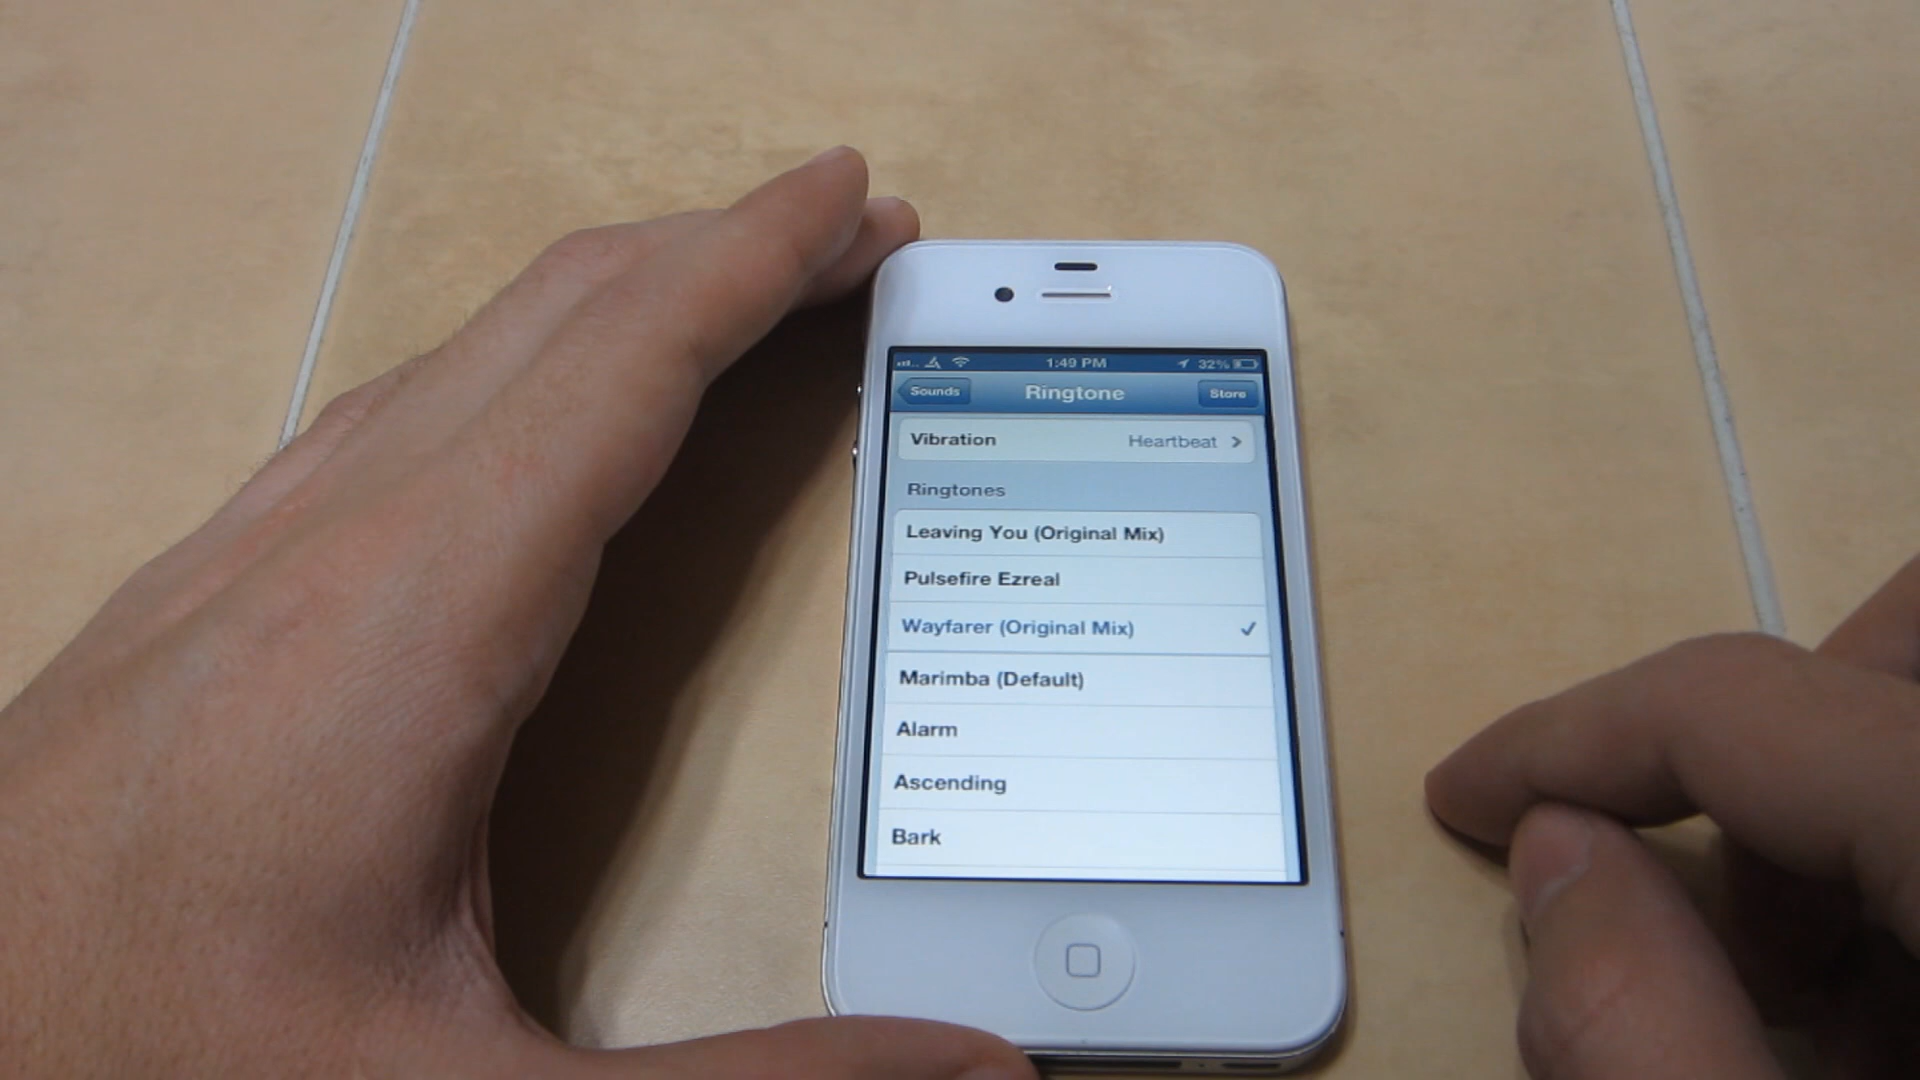 1:49 PM 32%
Sounds Ringtone Store
Vibration Heartbeat
Ringtones
Leaving You (Original Mix)
Pulsefire Ezreal
Wayfarer (Original Mix)
Marimba (Default)
Alarm
Ascending
Bark